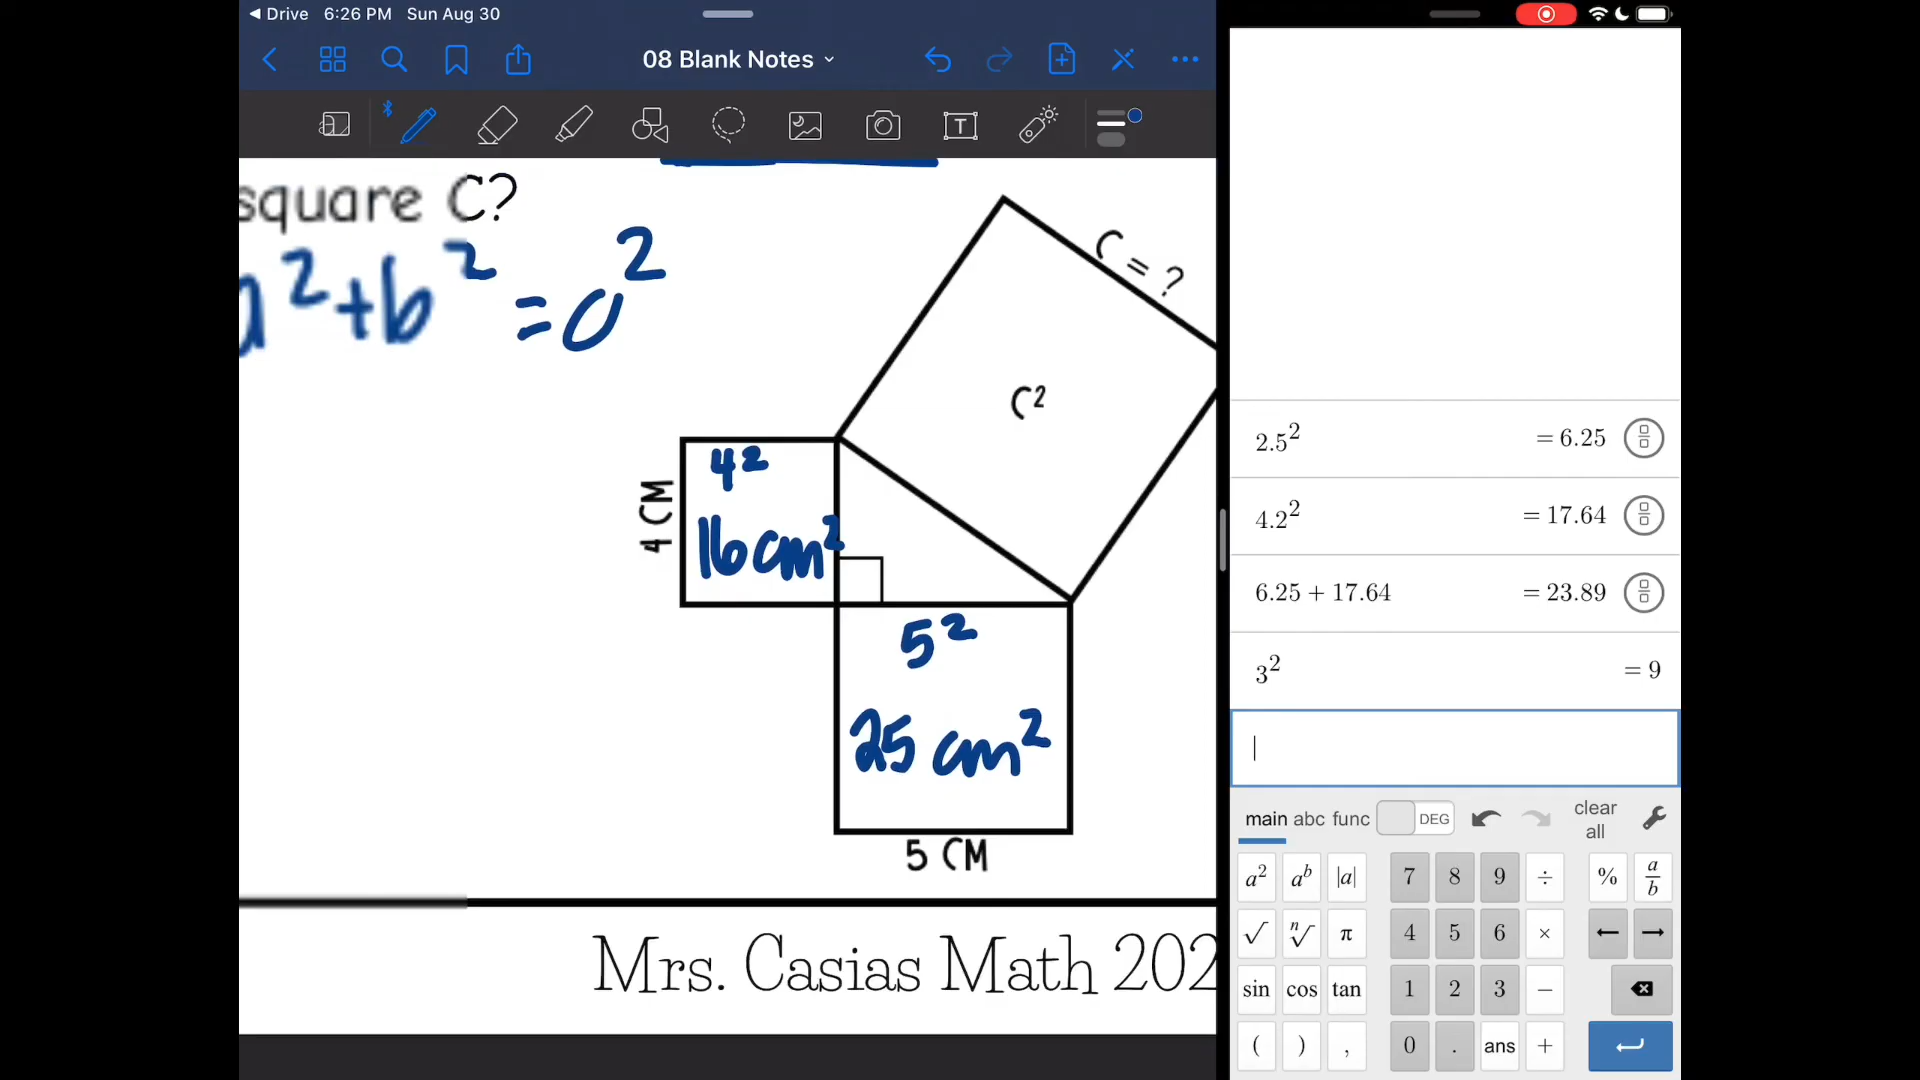 Drive 6:26 PM Sun Aug 30
08 Blank Notes
square C?
a² + b² = c²
C = ?
C²
4 CM
4²
16 cm²
5²
25 cm²
5 CM
Mrs. Casias Math 202
2.5² = 6.25
4.2² = 17.64
6.25 + 17.64 = 23.89
3² = 9
main abc func DEG clear all
a² aᵇ |a| 7 8 9 ÷ % a/b
√ ⁿ√ π 4 5 6 × ← →
sin cos tan 1 2 3 −
( ) , 0 . ans +